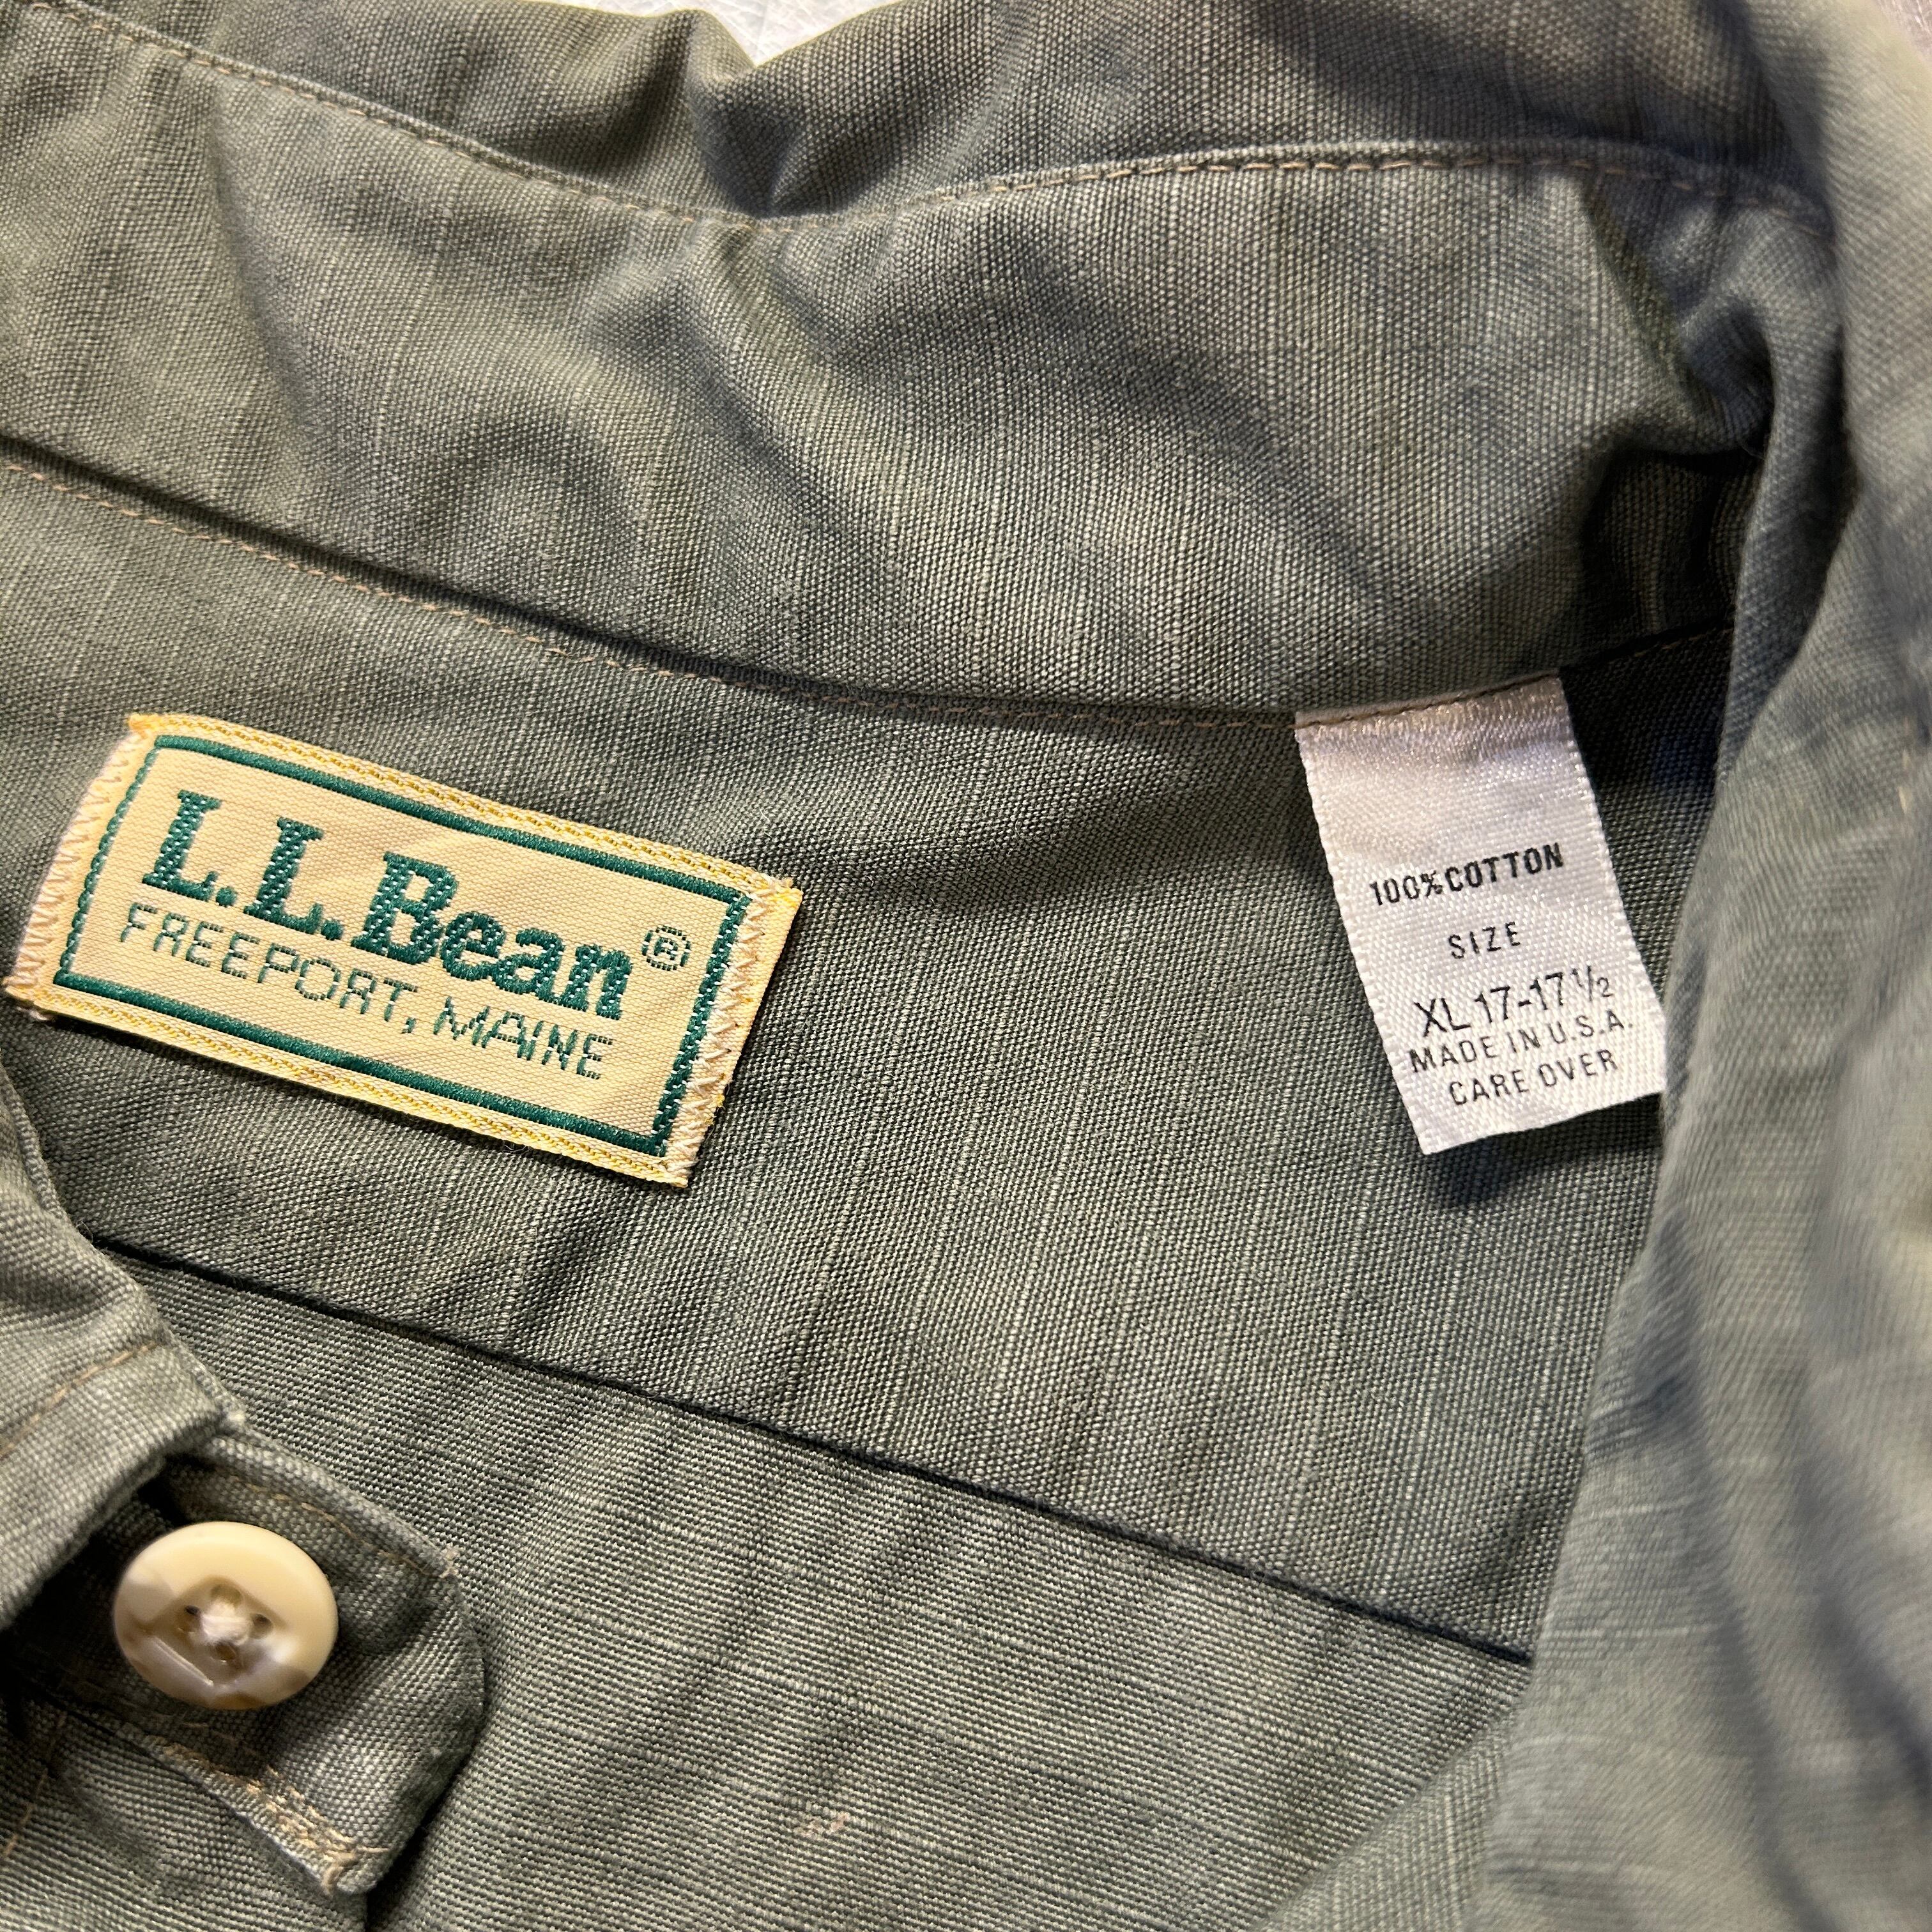 L.L.Bean®
FREEPORT, MAINE
100% COTTON
SIZE
XL 17-17½
MADE IN U.S.A.
CARE OVER